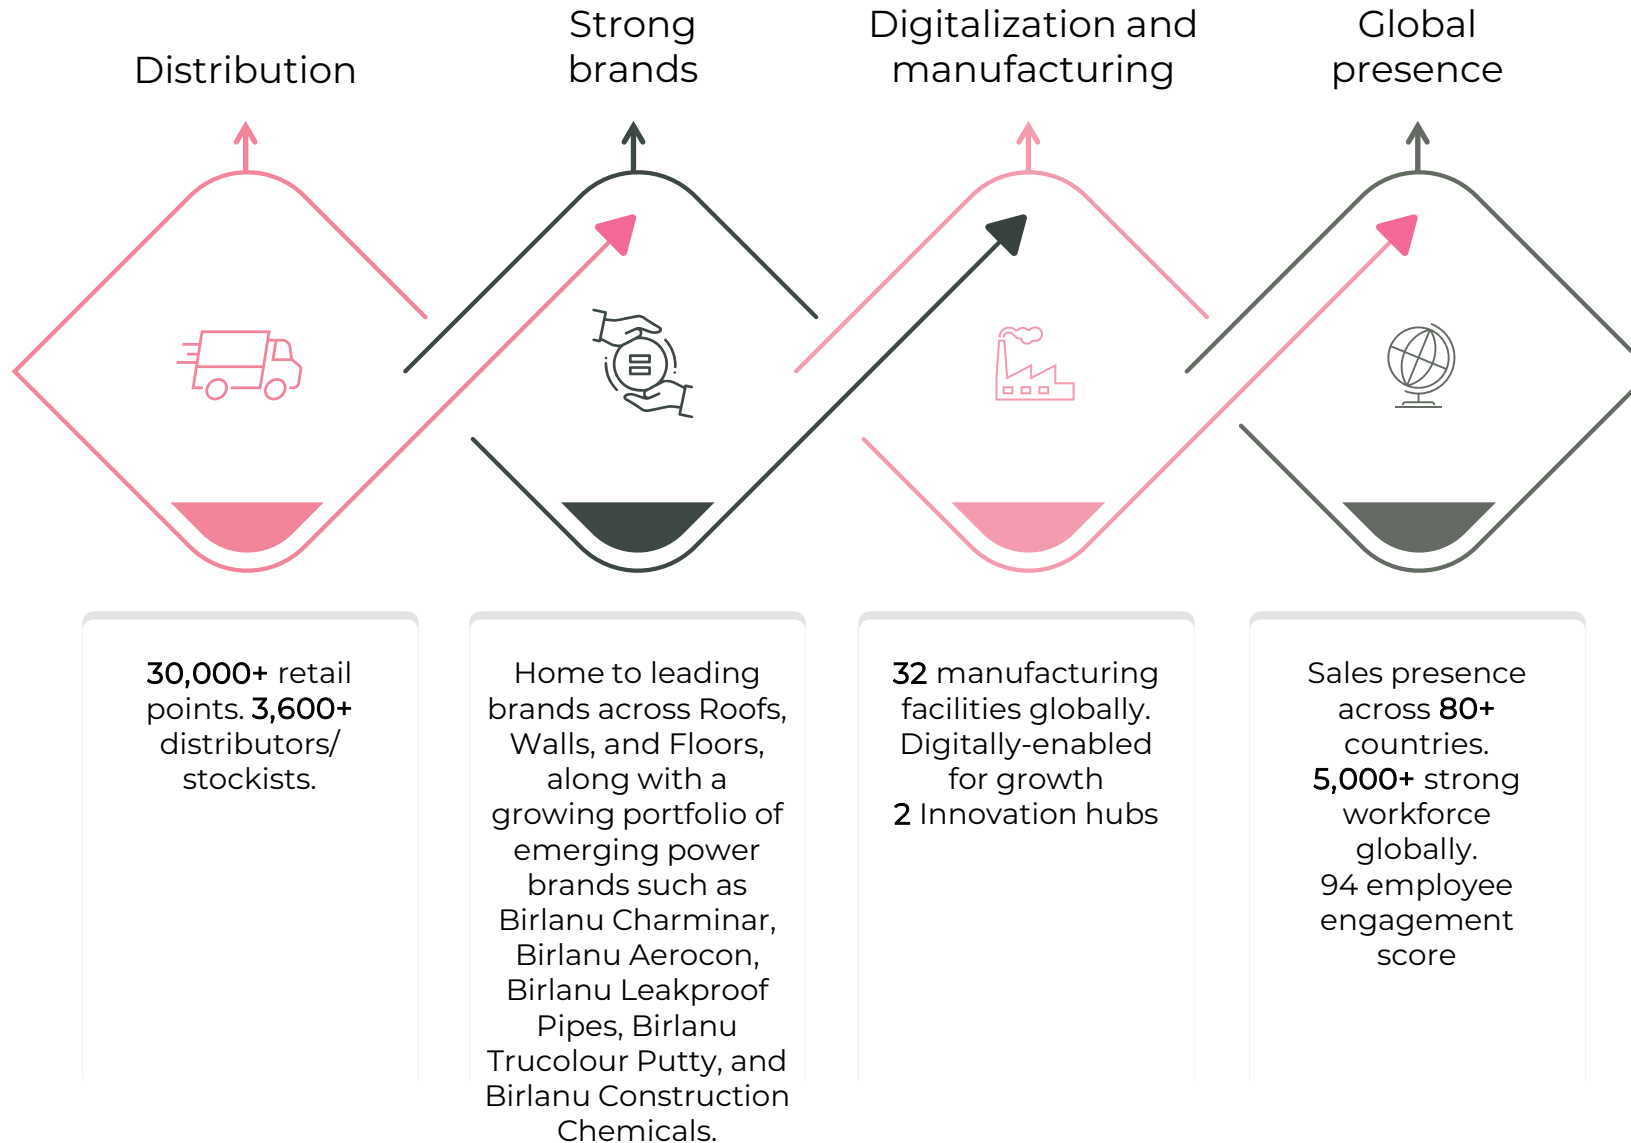 Distribution
Strong
brands
Digitalization and
manufacturing
Global
presence
30,000+ retail
points. 3,600+
distributors/
stockists.
Home to leading
brands across Roofs,
Walls, and Floors,
along with a
growing portfolio of
emerging power
brands such as
Birlanu Charminar,
Birlanu Aerocon,
Birlanu Leakproof
Pipes, Birlanu
Trucolour Putty, and
Birlanu Construction
Chemicals.
32 manufacturing
facilities globally.
Digitally-enabled
for growth
2 Innovation hubs
Sales presence
across 80+
countries.
5,000+ strong
workforce
globally.
94 employee
engagement
score